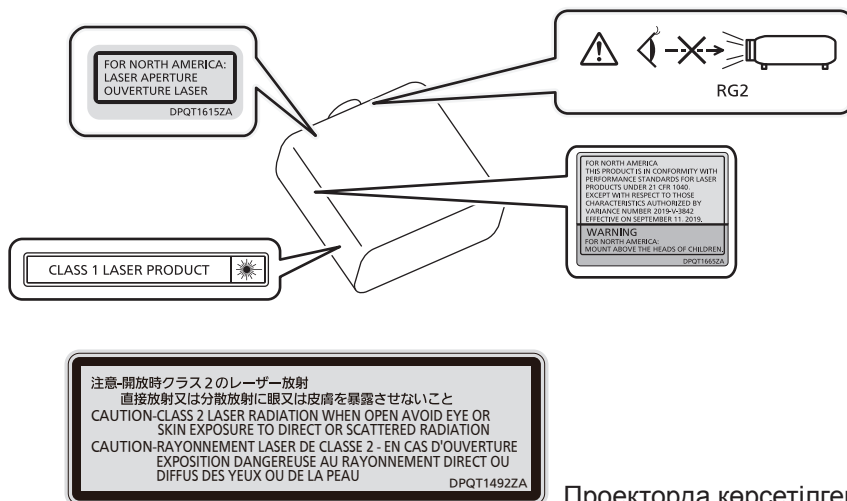 FOR NORTH AMERICA:
LASER APERTURE
OUVERTURE LASER
DPQT1615ZA
RG2
FOR NORTH AMERICA
THIS PRODUCT IS IN CONFORMITY WITH
PERFORMANCE STANDARDS FOR LASER
PRODUCTS UNDER 21 CFR 1040.
EXCEPT WITH RESPECT TO THOSE
CHARACTERISTICS AUTHORIZED BY
VARIANCE NUMBER 2019-V-3842
EFFECTIVE ON SEPTEMBER 11. 2019.
WARNING
FOR NORTH AMERICA:
MOUNT ABOVE THE HEADS OF CHILDREN.
DPQT1665ZA
CLASS 1 LASER PRODUCT
注意-開放時クラス2のレーザー放射
直接放射又は分散放射に眼又は皮膚を暴露させないこと
CAUTION-CLASS 2 LASER RADIATION WHEN OPEN AVOID EYE OR
SKIN EXPOSURE TO DIRECT OR SCATTERED RADIATION
CAUTION-RAYONNEMENT LASER DE CLASSE 2 - EN CAS D'OUVERTURE
EXPOSITION DANGEREUSE AU RAYONNEMENT DIRECT OU
DIFFUS DES YEUX OU DE LA PEAU
DPQT1492ZA
Проекторда